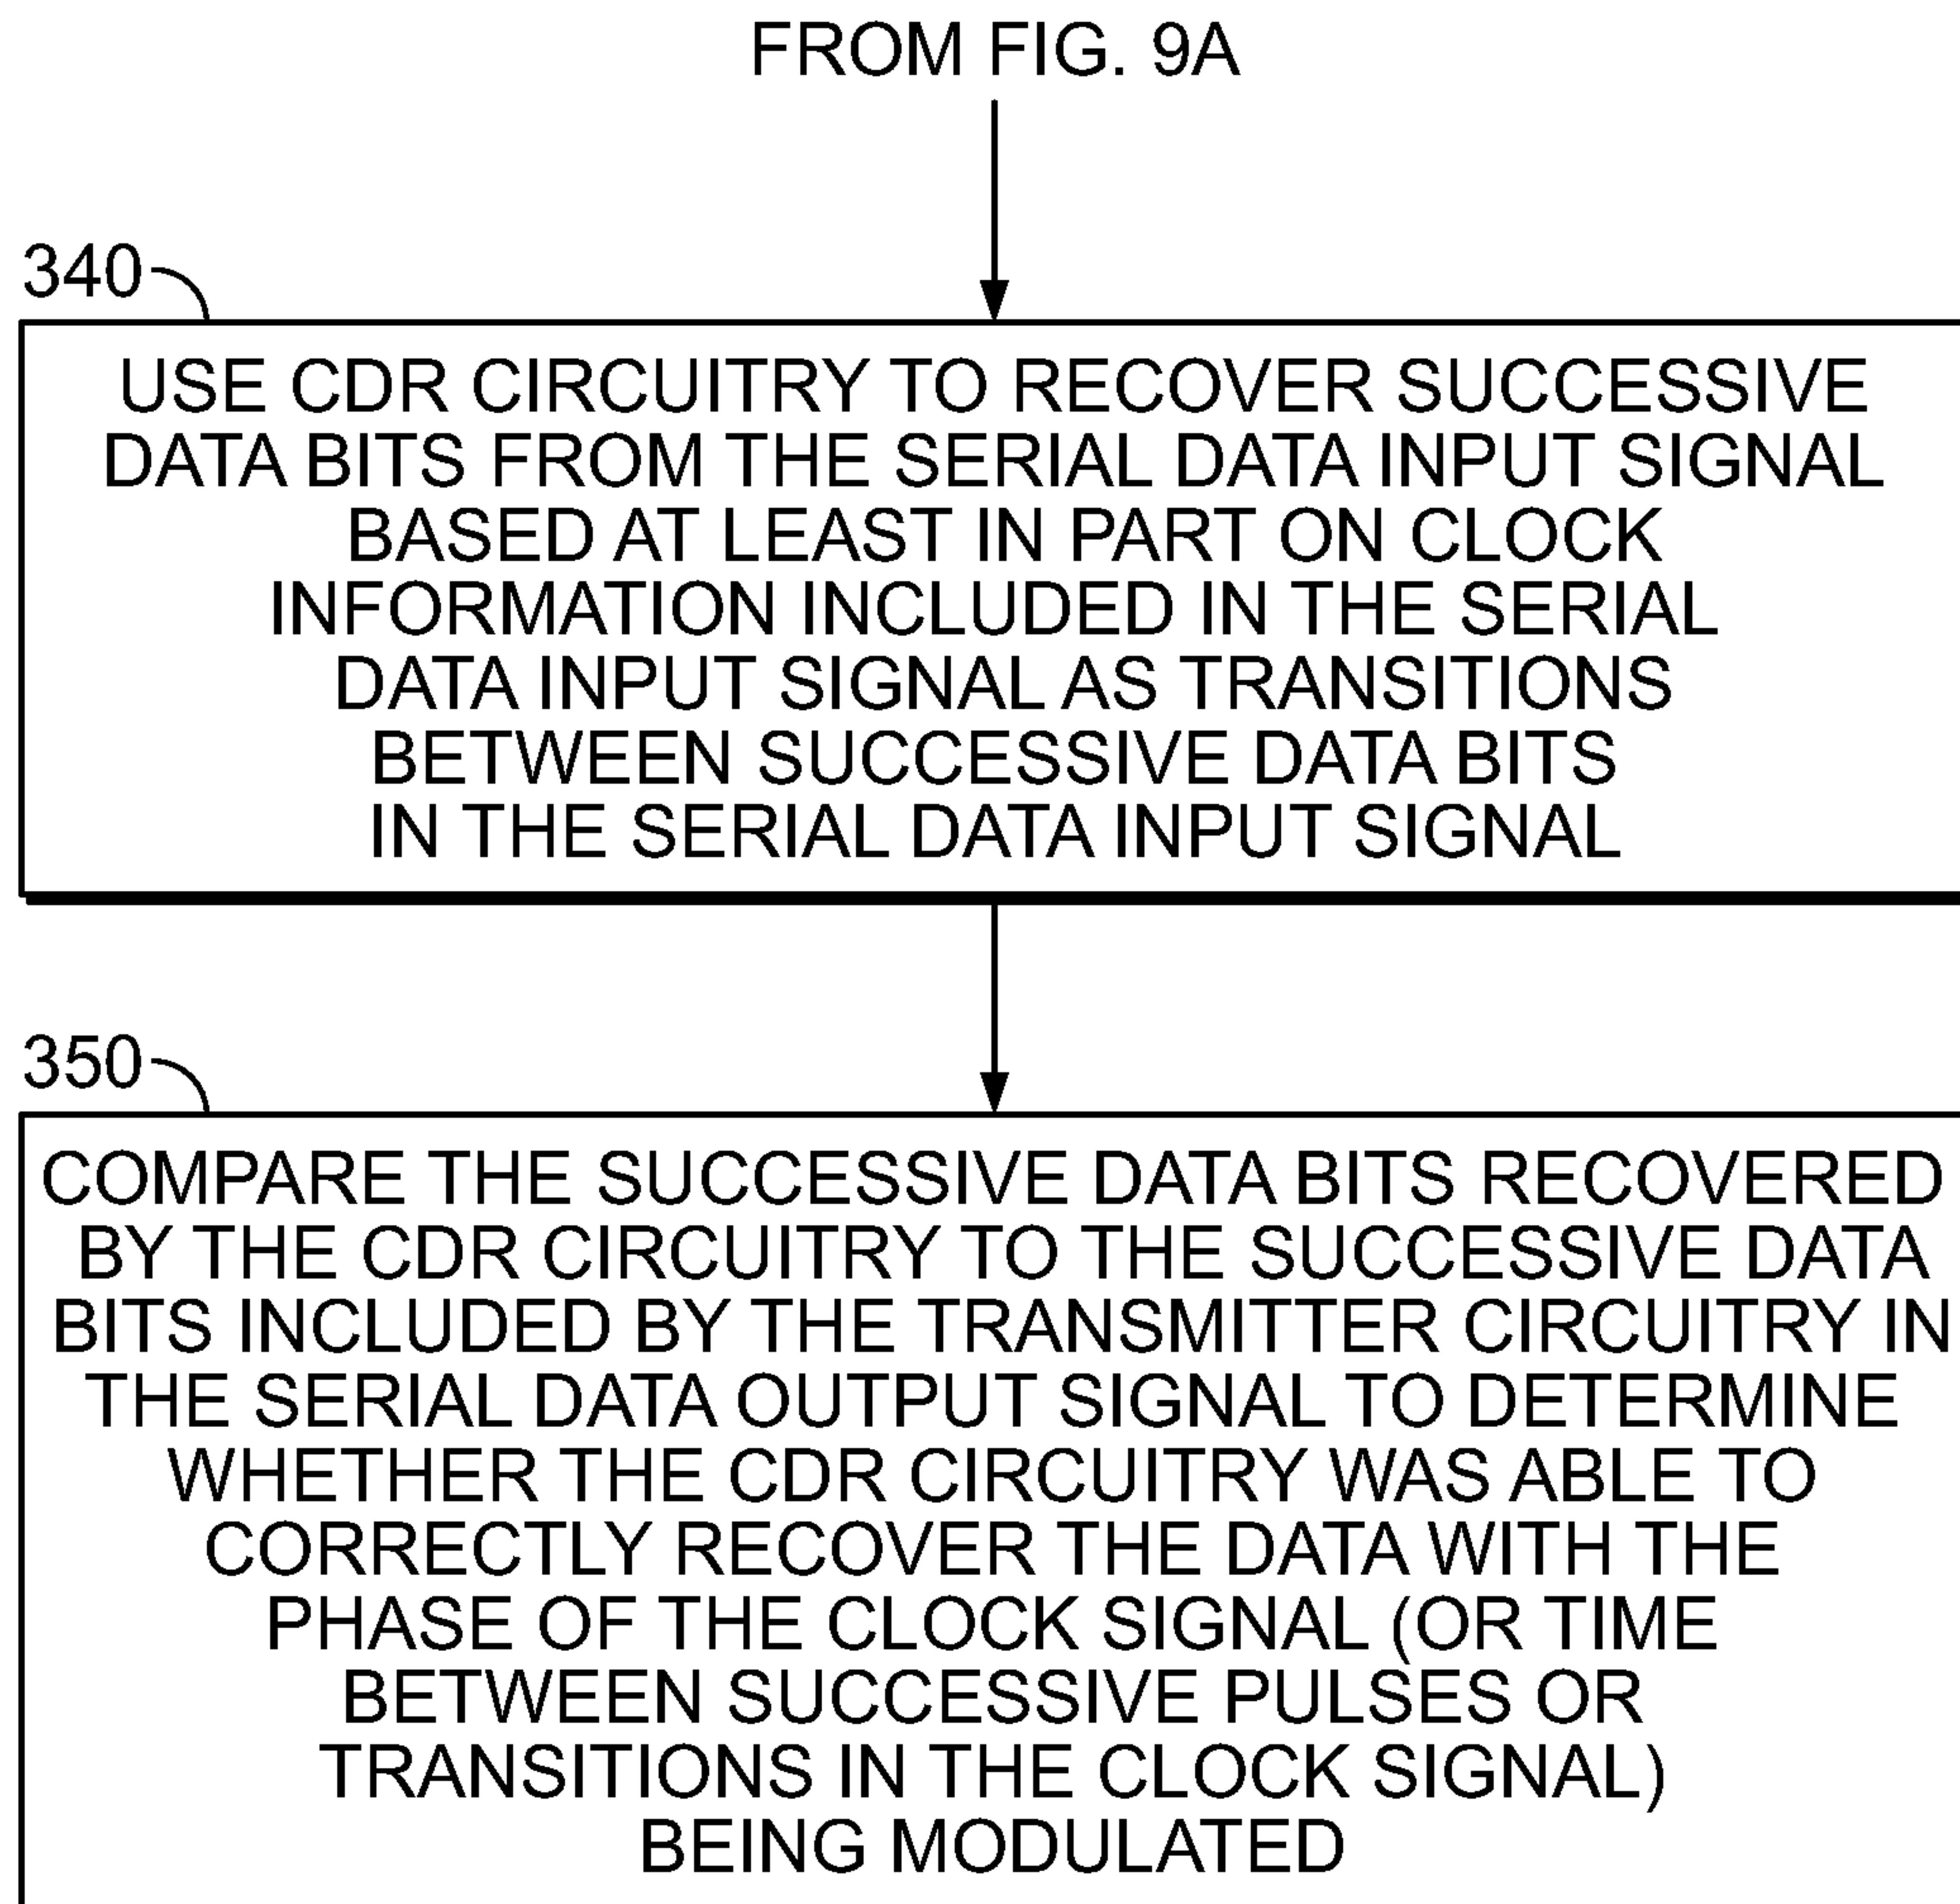 FROM FIG. 9A
340
USE CDR CIRCUITRY TO RECOVER SUCCESSIVE
DATA BITS FROM THE SERIAL DATA INPUT SIGNAL
BASED AT LEAST IN PART ON CLOCK
INFORMATION INCLUDED IN THE SERIAL
DATA INPUT SIGNAL AS TRANSITIONS
BETWEEN SUCCESSIVE DATA BITS
IN THE SERIAL DATA INPUT SIGNAL
350
COMPARE THE SUCCESSIVE DATA BITS RECOVERED
BY THE CDR CIRCUITRY TO THE SUCCESSIVE DATA
BITS INCLUDED BY THE TRANSMITTER CIRCUITRY IN
THE SERIAL DATA OUTPUT SIGNAL TO DETERMINE
WHETHER THE CDR CIRCUITRY WAS ABLE TO
CORRECTLY RECOVER THE DATA WITH THE
PHASE OF THE CLOCK SIGNAL (OR TIME
BETWEEN SUCCESSIVE PULSES OR
TRANSITIONS IN THE CLOCK SIGNAL)
BEING MODULATED